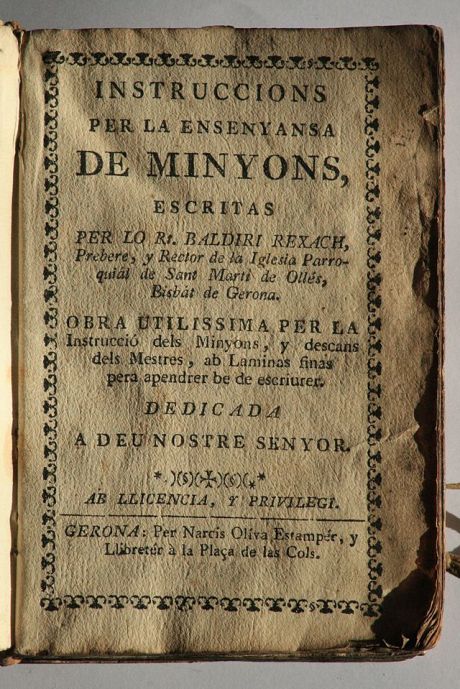 INSTRUCCIONS
PER LA ENSENYANSA
DE MINYONS,
ESCRITAS
PER LO Rt. BALDIRI REXACH,
Prebere, y Rector de la Iglesia Parro-
quiál de Sant Martí de Ollés,
Bisbát de Gerona.
OBRA UTILISSIMA PER LA
Instrucció dels Minyons, y descans
dels Mestres, ab Laminas finas
pera apendrer be de escriurer.
DEDICADA
A DEU NOSTRE SENYOR.
AB LLICENCIA, Y PRIVILEGI.
GERONA: Per Narcís Oliva Estampér, y
Llibretér à la Plaça de las Cols.